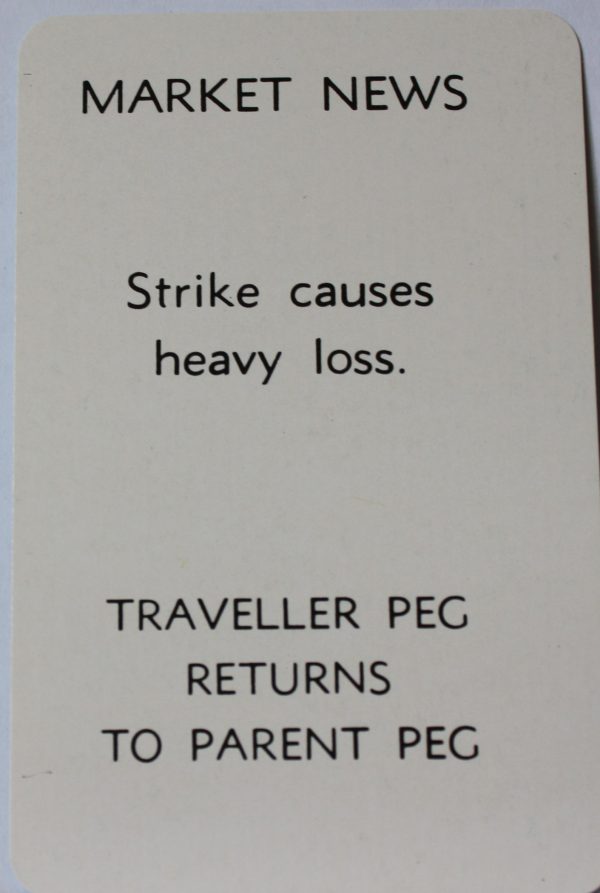 MARKET NEWS
Strike causes
heavy loss.
TRAVELLER PEG
RETURNS
TO PARENT PEG